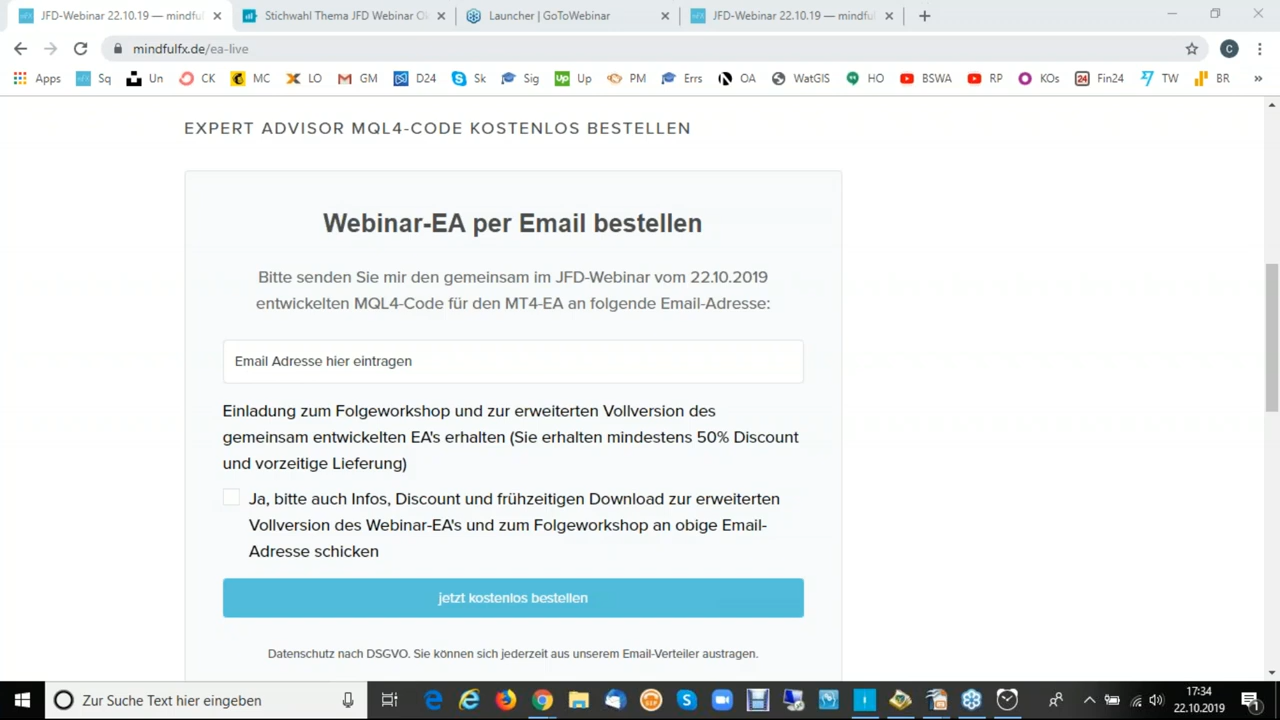 JFD-Webinar 22.10.19 — mindful
Stichwahl Thema JFD Webinar Ok
Launcher | GoToWebinar
JFD-Webinar 22.10.19 — mindful
mindfulfx.de/ea-live
C
Apps Sq Un CK MC LO GM D24 Sk Sig Up PM Errs OA WatGIS HO BSWA RP KOs Fin24 TW BR »
EXPERT ADVISOR MQL4-CODE KOSTENLOS BESTELLEN
Webinar-EA per Email bestellen
Bitte senden Sie mir den gemeinsam im JFD-Webinar vom 22.10.2019
entwickelten MQL4-Code für den MT4-EA an folgende Email-Adresse:
Email Adresse hier eintragen
Einladung zum Folgeworkshop und zur erweiterten Vollversion des
gemeinsam entwickelten EA's erhalten (Sie erhalten mindestens 50% Discount
und vorzeitige Lieferung)
Ja, bitte auch Infos, Discount und frühzeitigen Download zur erweiterten
Vollversion des Webinar-EA's und zum Folgeworkshop an obige Email-
Adresse schicken
jetzt kostenlos bestellen
Datenschutz nach DSGVO. Sie können sich jederzeit aus unserem Email-Verteiler austragen.
Zur Suche Text hier eingeben
17:34
22.10.2019